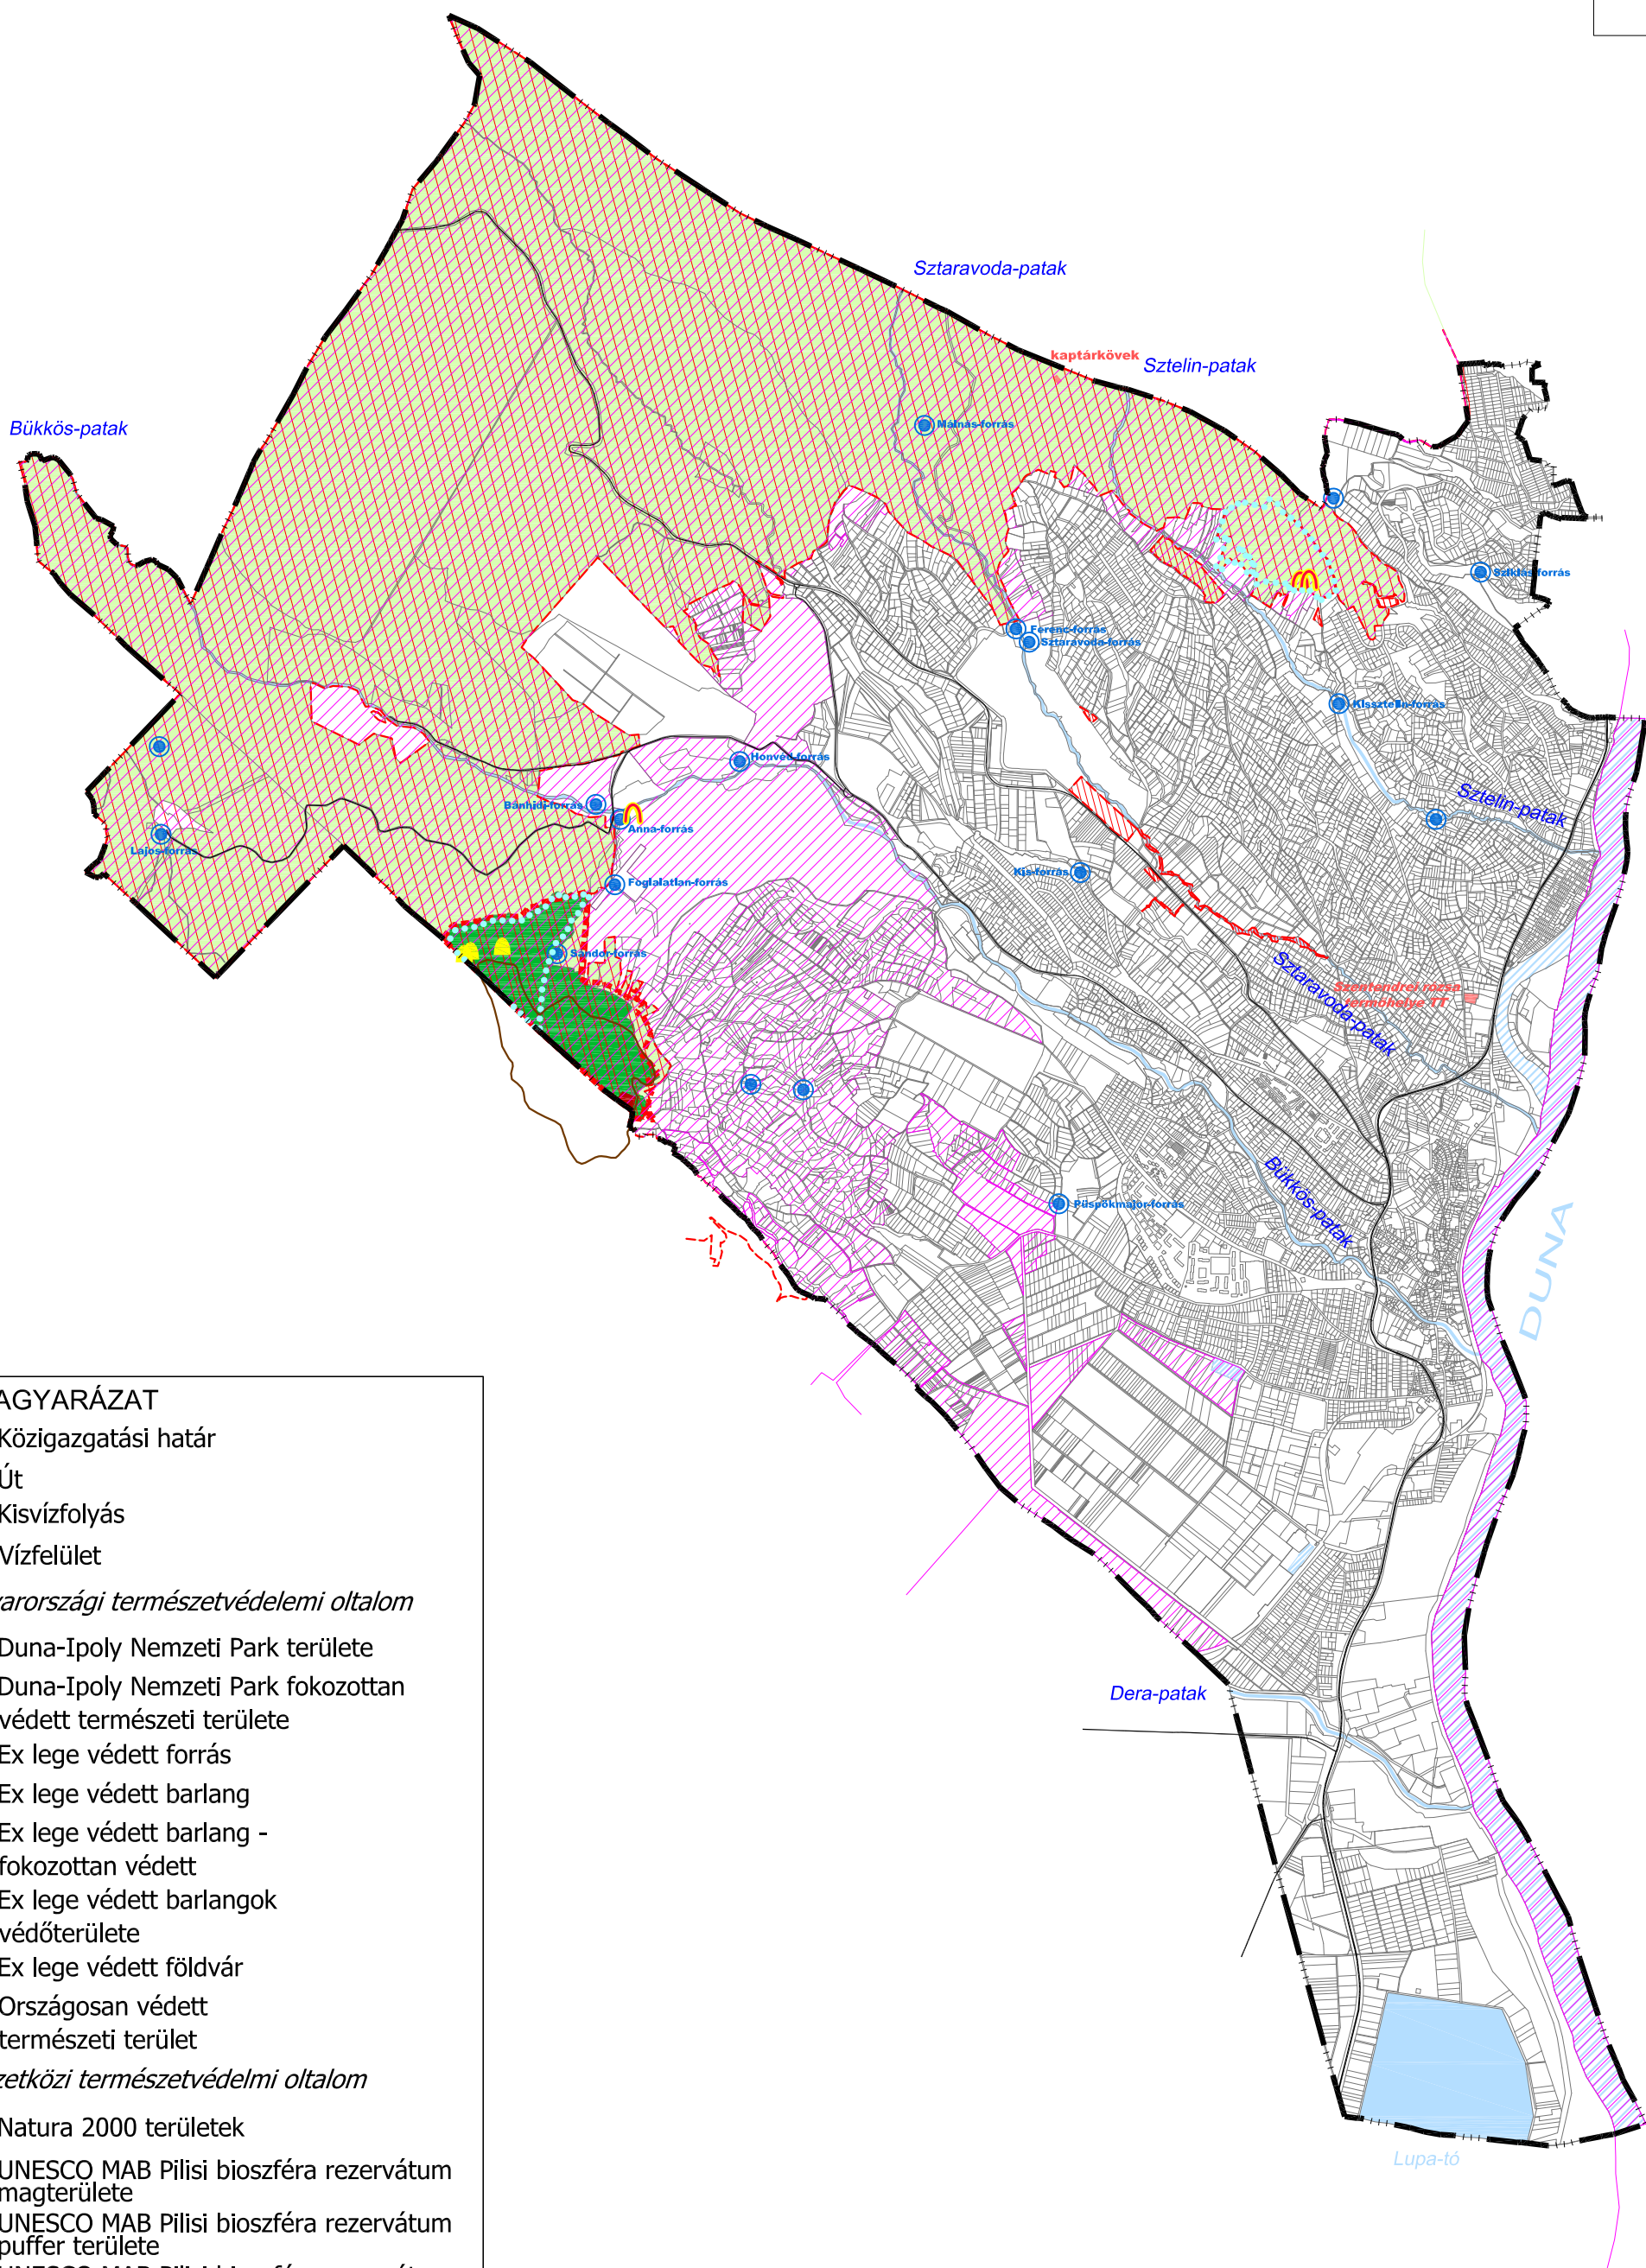 Sztaravoda-patak
kaptárkövek
Sztelin-patak
Bükkös-patak
Málnás-forrás
Sziklás-forrás
Ferenc-forrás
Sztaravoda-forrás
Kissztelin-forrás
Honvéd-forrás
Bánhidi-forrás
Anna-forrás
Sztelin-patak
Lajos-forrás
Kis-forrás
Foglalatlan-forrás
Sándor-forrás
Sztaravoda-patak
Szentendrei rózsa
termőhelye TT
Bükkös-patak
Püspökmajor-forrás
DUNA
Dera-patak
Lupa-tó
AGYARÁZAT
Közigazgatási határ
Út
Kisvízfolyás
Vízfelület
arországi természetvédelemi oltalom
Duna-Ipoly Nemzeti Park területe
Duna-Ipoly Nemzeti Park fokozottan
védett természeti területe
Ex lege védett forrás
Ex lege védett barlang
Ex lege védett barlang -
fokozottan védett
Ex lege védett barlangok
védőterülete
Ex lege védett földvár
Országosan védett
természeti terület
zetközi természetvédelmi oltalom
Natura 2000 területek
UNESCO MAB Pilisi bioszféra rezervátum
magterülete
UNESCO MAB Pilisi bioszféra rezervátum
puffer területe